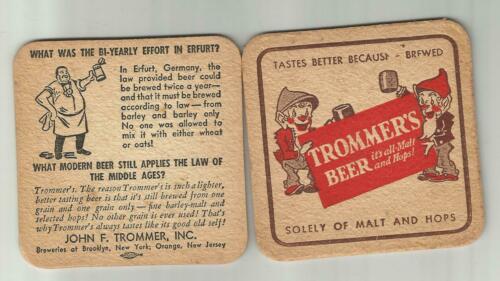 WHAT WAS THE BI-YEARLY EFFORT IN ERFURT?
In Erfurt, Germany, the
law provided beer could
be brewed twice a year—
and that it must be brewed
according to law—from
barley and barley only
No one was allowed to
mix it with either wheat
or oats!
WHAT MODERN BEER STILL APPLIES THE LAW OF
THE MIDDLE AGES?
Trommer's. The reason Trommer's is such a lighter,
better tasting beer is that it's still brewed from one
grain and one grain only—fine barley-malt and
selected hops! No other grain is ever used! That's
why Trommer's always tastes like its good old self!
JOHN F. TROMMER, INC.
Breweries at Brooklyn, New York; Orange, New Jersey
TASTES BETTER BECAUSE - BREWED
TROMMER'S
BEER it's all-Malt
and Hops!
SOLELY OF MALT AND HOPS